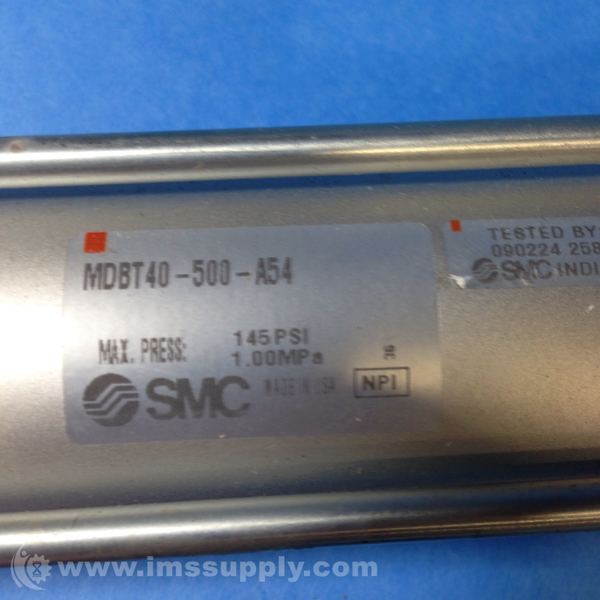 MDBT40-500-A54
MAX. PRESS: 145PSI
1.00MPa
SMC MADE IN USA NPI
TESTED BY:
090224 258
SMC INDI
www.imssupply.com